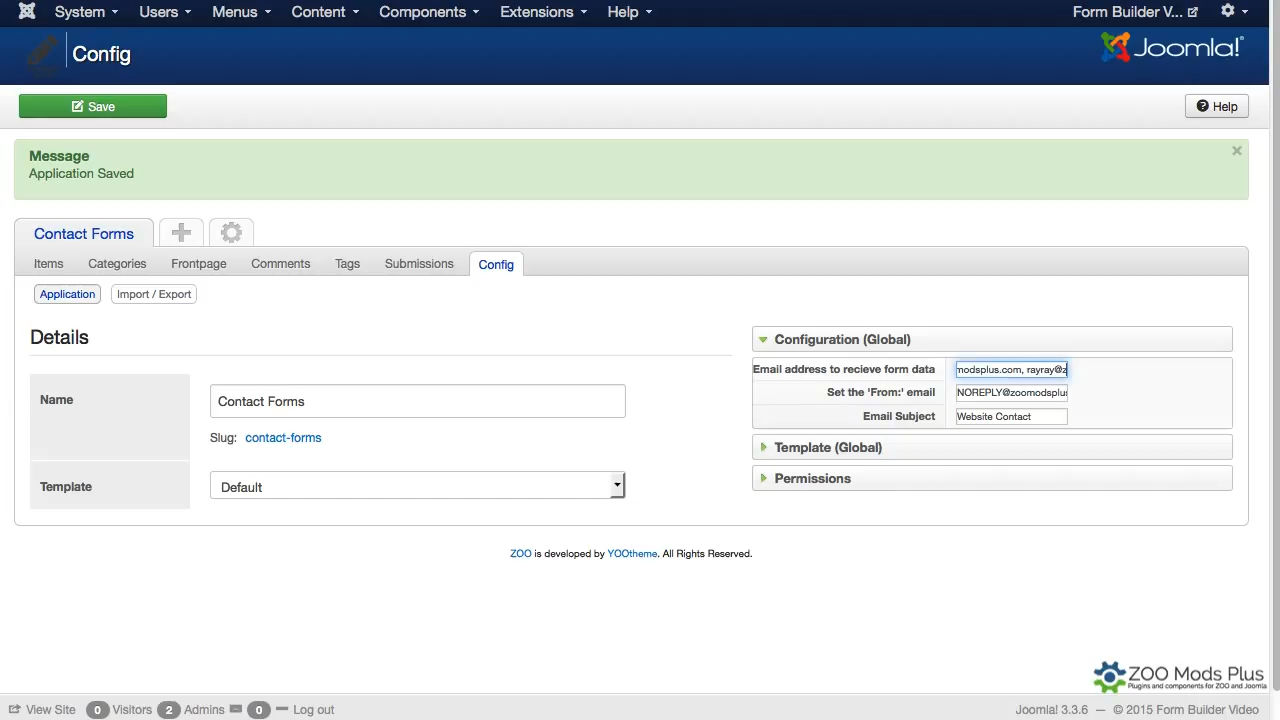 System Users Menus Content Components Extensions Help Form Builder V...
Config
Joomla!
Save
Help
Message
Application Saved
Contact Forms
Items Categories Frontpage Comments Tags Submissions Config
Application Import / Export
Details
Name
Contact Forms
Slug: contact-forms
Template
Default
Configuration (Global)
Email address to recieve form data modsplus.com, rayray@z
Set the 'From:' email NOREPLY@zoomodsplus
Email Subject Website Contact
Template (Global)
Permissions
ZOO is developed by YOOtheme. All Rights Reserved.
ZOO Mods Plus
Plugins and components for ZOO and Joomla
View Site 0 Visitors 2 Admins 0 Log out
Joomla! 3.3.6 — © 2015 Form Builder Video